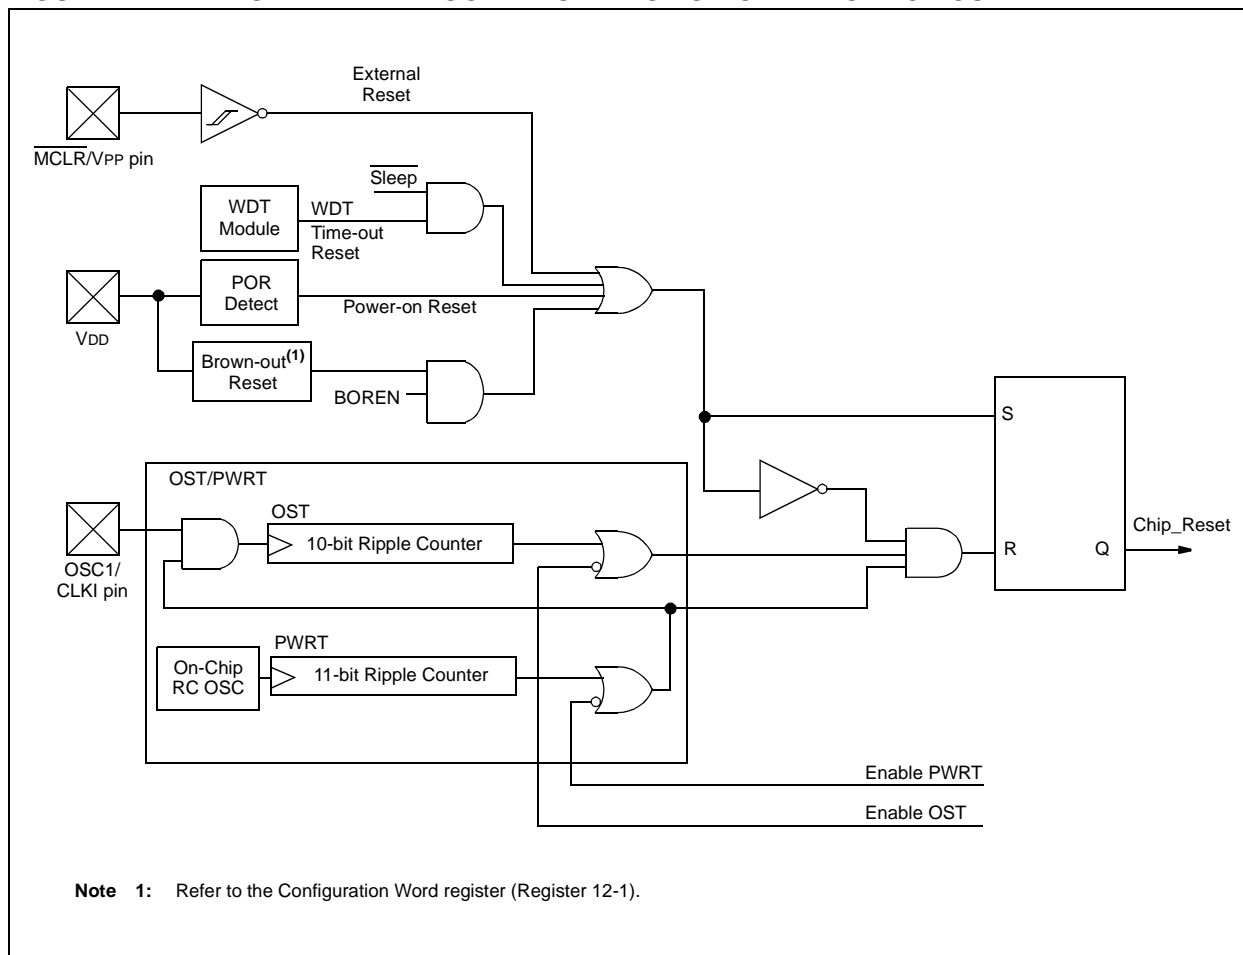 External
Reset
MCLR/VPP pin
Sleep
WDT
Module
WDT
Time-out
Reset
POR
Detect
Power-on Reset
VDD
Brown-out(1)
Reset
BOREN
S
OST/PWRT
OST
10-bit Ripple Counter
OSC1/
CLKI pin
Chip_Reset
R
Q
PWRT
On-Chip
RC OSC
11-bit Ripple Counter
Enable PWRT
Enable OST
Note 1: Refer to the Configuration Word register (Register 12-1).